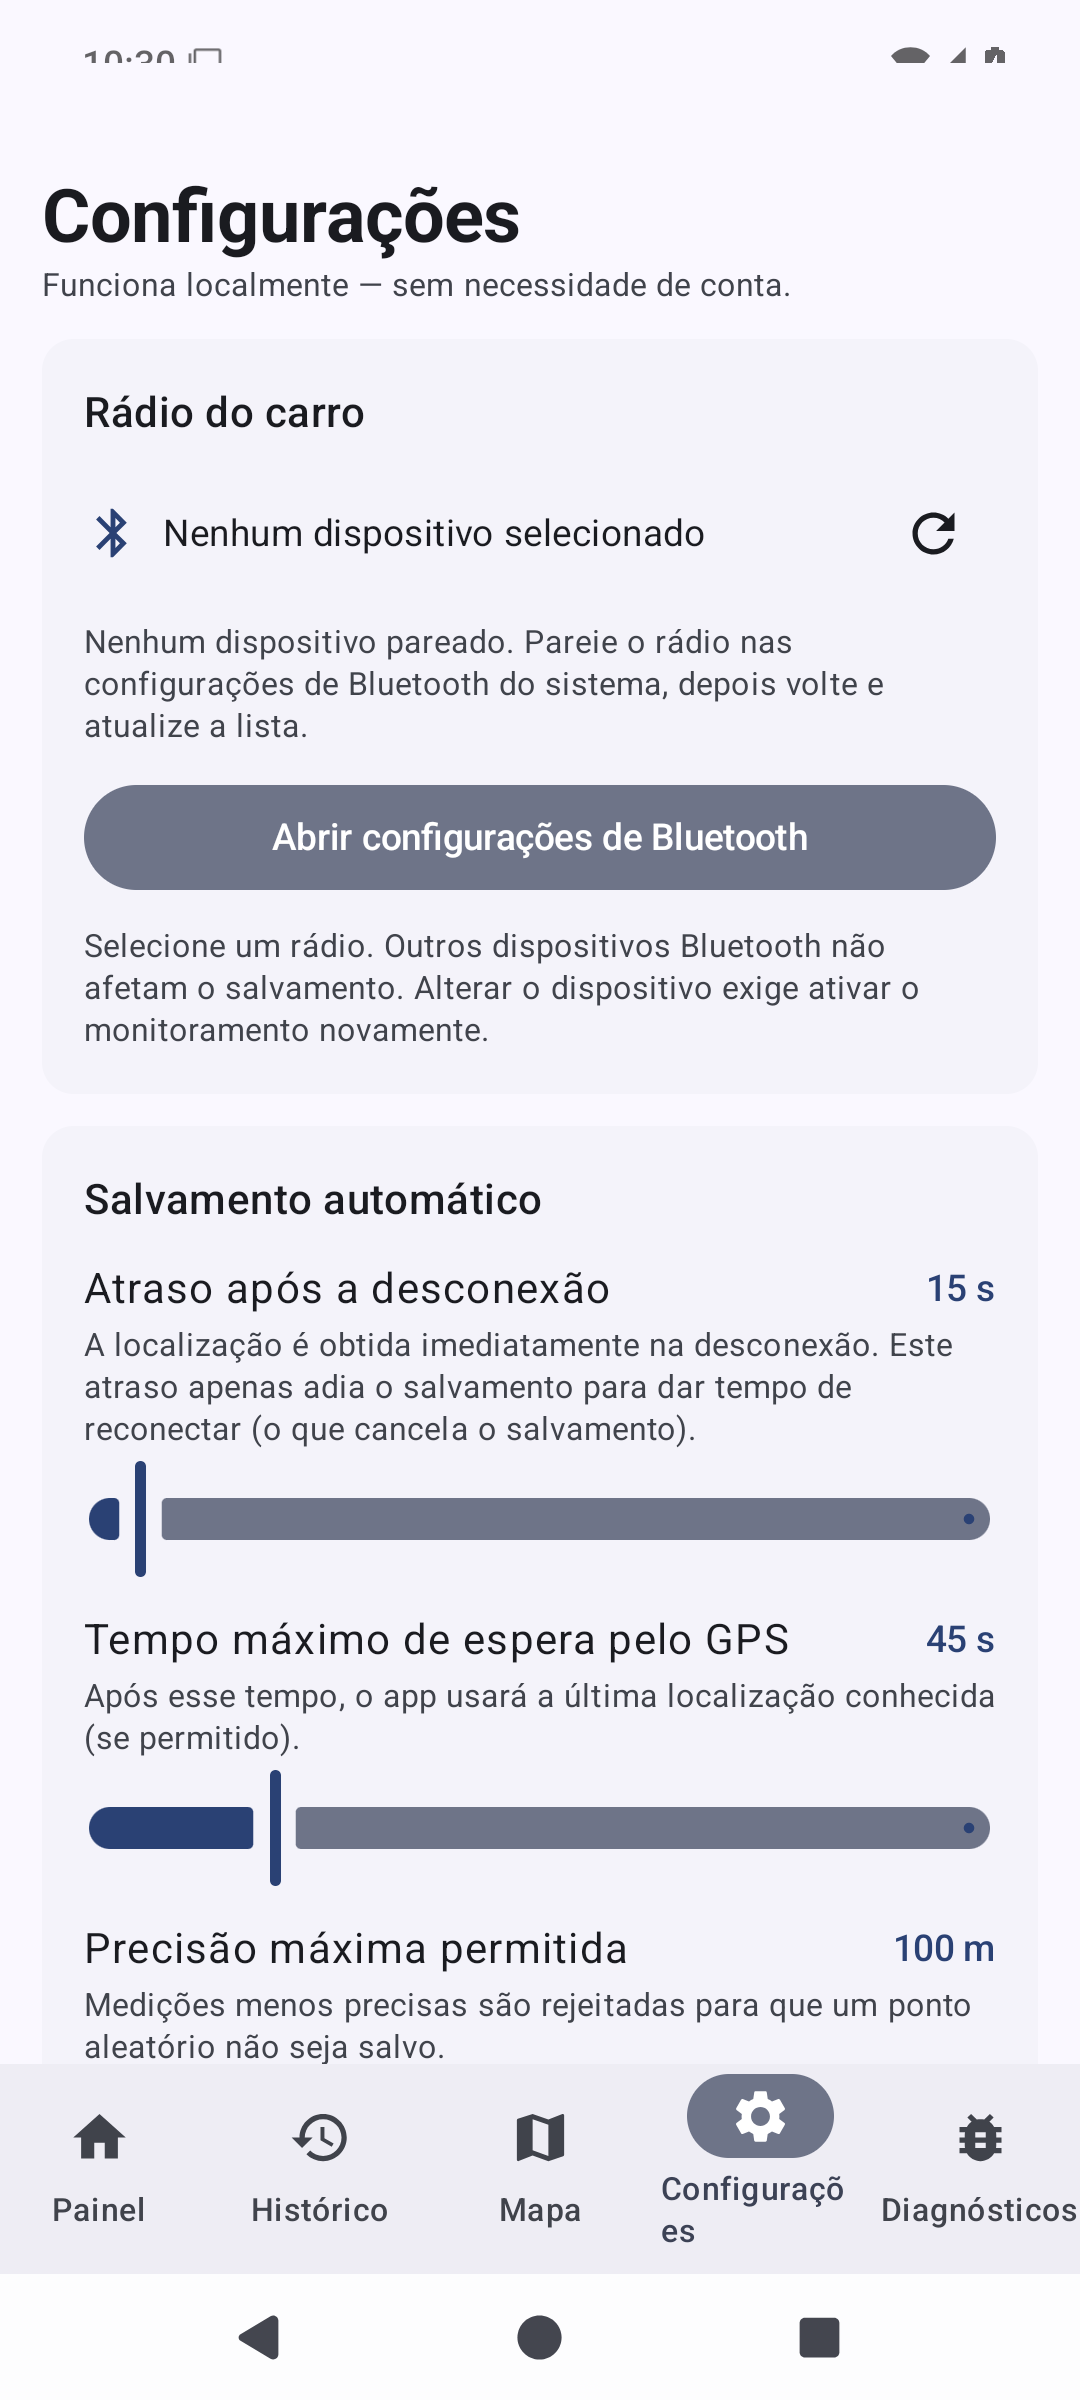 10:30
Configurações
Funciona localmente — sem necessidade de conta.
Rádio do carro
Nenhum dispositivo selecionado
Nenhum dispositivo pareado. Pareie o rádio nas
configurações de Bluetooth do sistema, depois volte e
atualize a lista.
Abrir configurações de Bluetooth
Selecione um rádio. Outros dispositivos Bluetooth não
afetam o salvamento. Alterar o dispositivo exige ativar o
monitoramento novamente.
Salvamento automático
Atraso após a desconexão
15 s
A localização é obtida imediatamente na desconexão. Este
atraso apenas adia o salvamento para dar tempo de
reconectar (o que cancela o salvamento).
Tempo máximo de espera pelo GPS
45 s
Após esse tempo, o app usará a última localização conhecida
(se permitido).
Precisão máxima permitida
100 m
Medições menos precisas são rejeitadas para que um ponto
aleatório não seja salvo.
Painel
Histórico
Mapa
Configuraçõ
es
Diagnósticos